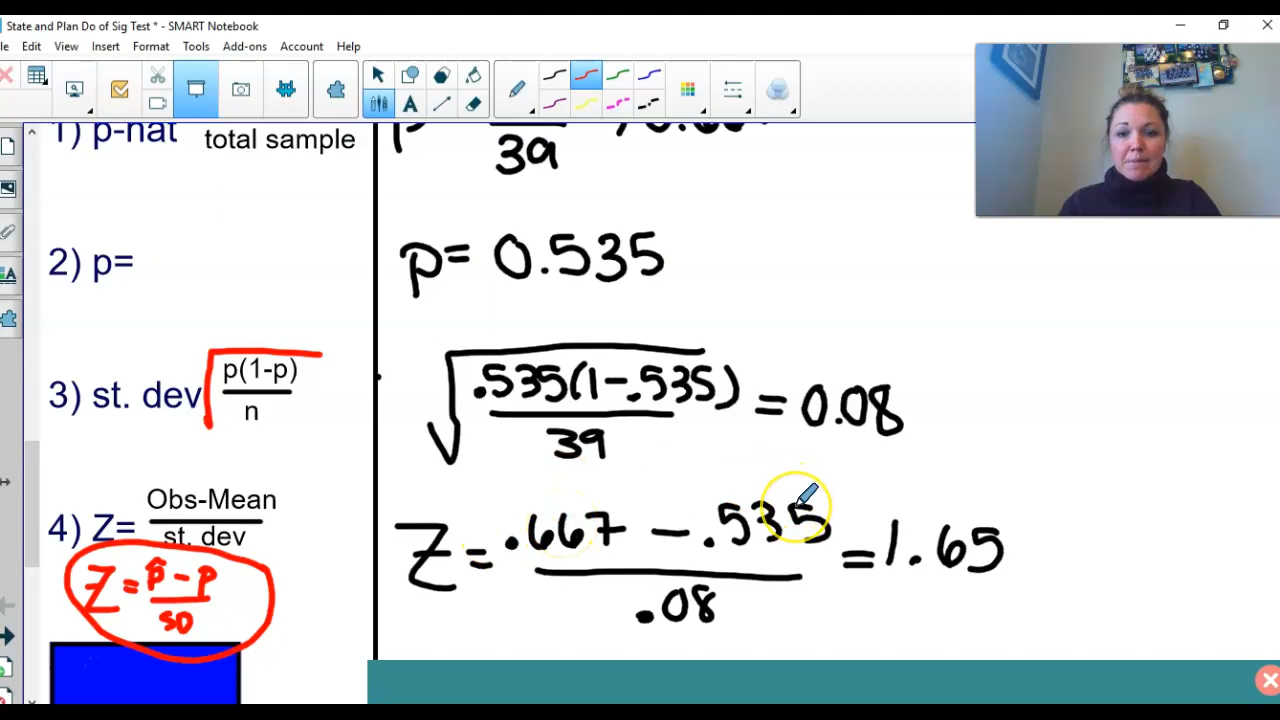 State and Plan Do of Sig Test * - SMART Notebook
le Edit View Insert Format Tools Add-ons Account Help
1) p-hat
total sample
39
2) p=
p= 0.535
3) st. dev
p(1-p)
n
.535(1-.535)
39
= 0.08
4) Z=
Obs-Mean
st. dev
Z= p̂ - p
SD
Z= .667 - .535
.08
= 1.65